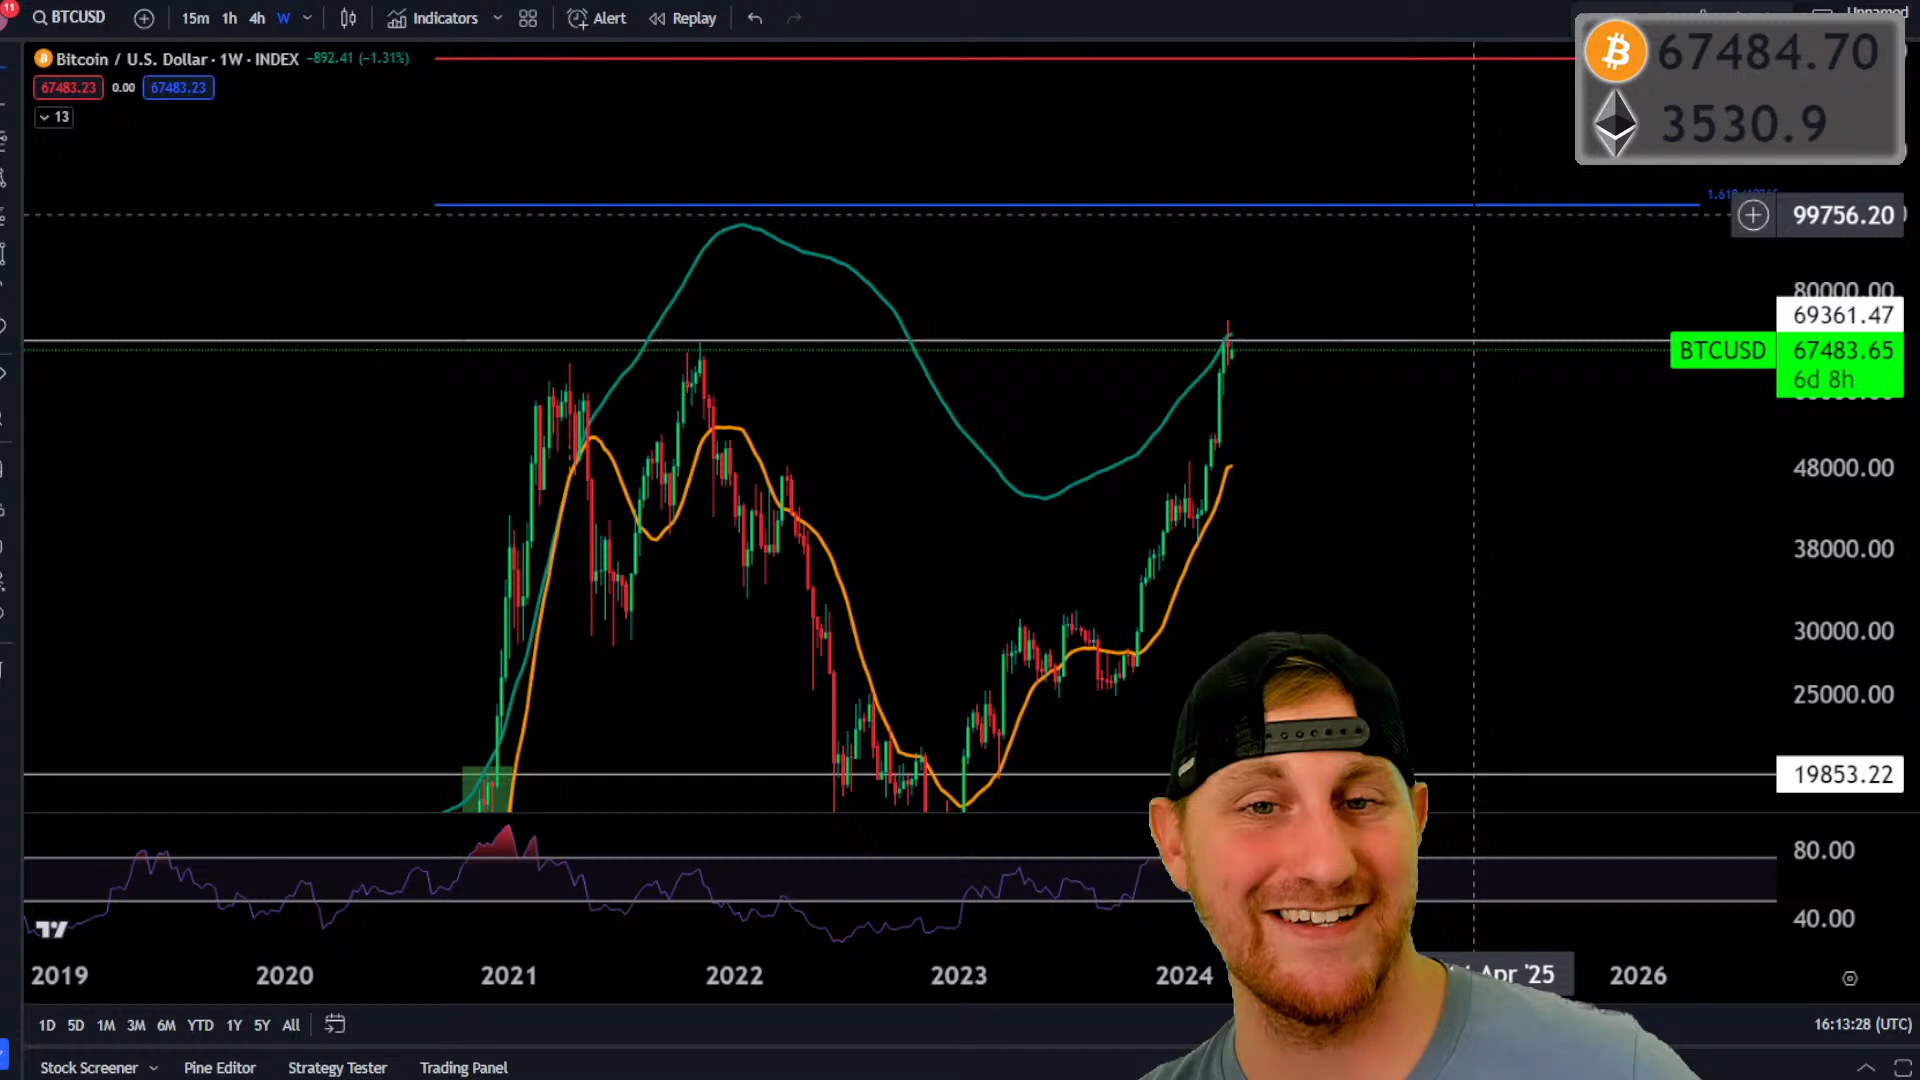 11
BTCUSD 15m 1h 4h W Indicators Alert Replay
Unnamed
Bitcoin / U.S. Dollar · 1W · INDEX −892.41 (−1.31%)
67483.23 0.00 67483.23
13
67484.70
3530.9
99756.20
80000.00
69361.47
BTCUSD 67483.65
6d 8h
48000.00
38000.00
30000.00
25000.00
19853.22
80.00
40.00
2019 2020 2021 2022 2023 2024 Apr '25 2026
1D 5D 1M 3M 6M YTD 1Y 5Y All 16:13:28 (UTC)
Stock Screener Pine Editor Strategy Tester Trading Panel